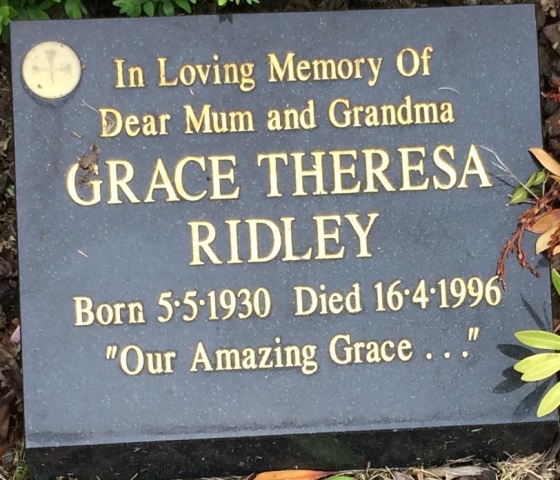 In Loving Memory Of
Dear Mum and Grandma
GRACE THERESA
RIDLEY
Born 5·5·1930 Died 16·4·1996
"Our Amazing Grace . . ."